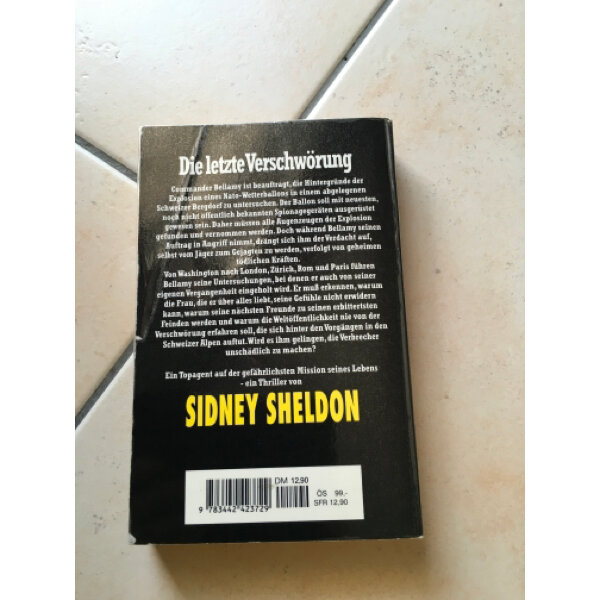 Die letzte Verschwörung
Commander Bellamy ist beauftragt, die Hintergründe der
Explosion eines Nato-Wetterballons in einem abgelegenen
Schweizer Bergdorf zu untersuchen. Der Ballon soll mit neuesten,
noch nicht öffentlich bekannten Spionagegeräten ausgerüstet
gewesen sein. Daher müssen alle Augenzeugen der Explosion
gefunden und vernommen werden. Doch während Bellamy seinen
Auftrag in Angriff nimmt, drängt sich ihm der Verdacht auf,
selbst vom Jäger zum Gejagten zu werden, verfolgt von geheimen
tödlichen Kräften.
Von Washington nach London, Zürich, Rom und Paris führen
Bellamy seine Untersuchungen, bei denen er auch von seiner
eigenen Vergangenheit eingeholt wird. Er muß erkennen, warum
die Frau, die er über alles liebt, seine Gefühle nicht erwidern
kann, warum seine nächsten Freunde zu seinen erbittertsten
Feinden werden und warum die Weltöffentlichkeit nie von der
Verschwörung erfahren soll, die sich hinter den Vorgängen in den
Schweizer Alpen auftut. Wird es ihm gelingen, die Verbrecher
unschädlich zu machen?
Ein Topagent auf der gefährlichsten Mission seines Lebens
- ein Thriller von
SIDNEY SHELDON
DM 12,90
ÖS 99,-
SFR 12,90
9 783442 423729